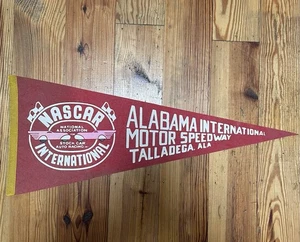 NASCAR
NATIONAL
ASSOCIATION
STOCK CAR
AUTO RACING
INTERNATIONAL
ALABAMA INTERNATIONAL
MOTOR SPEEDWAY
TALLADEGA, ALA